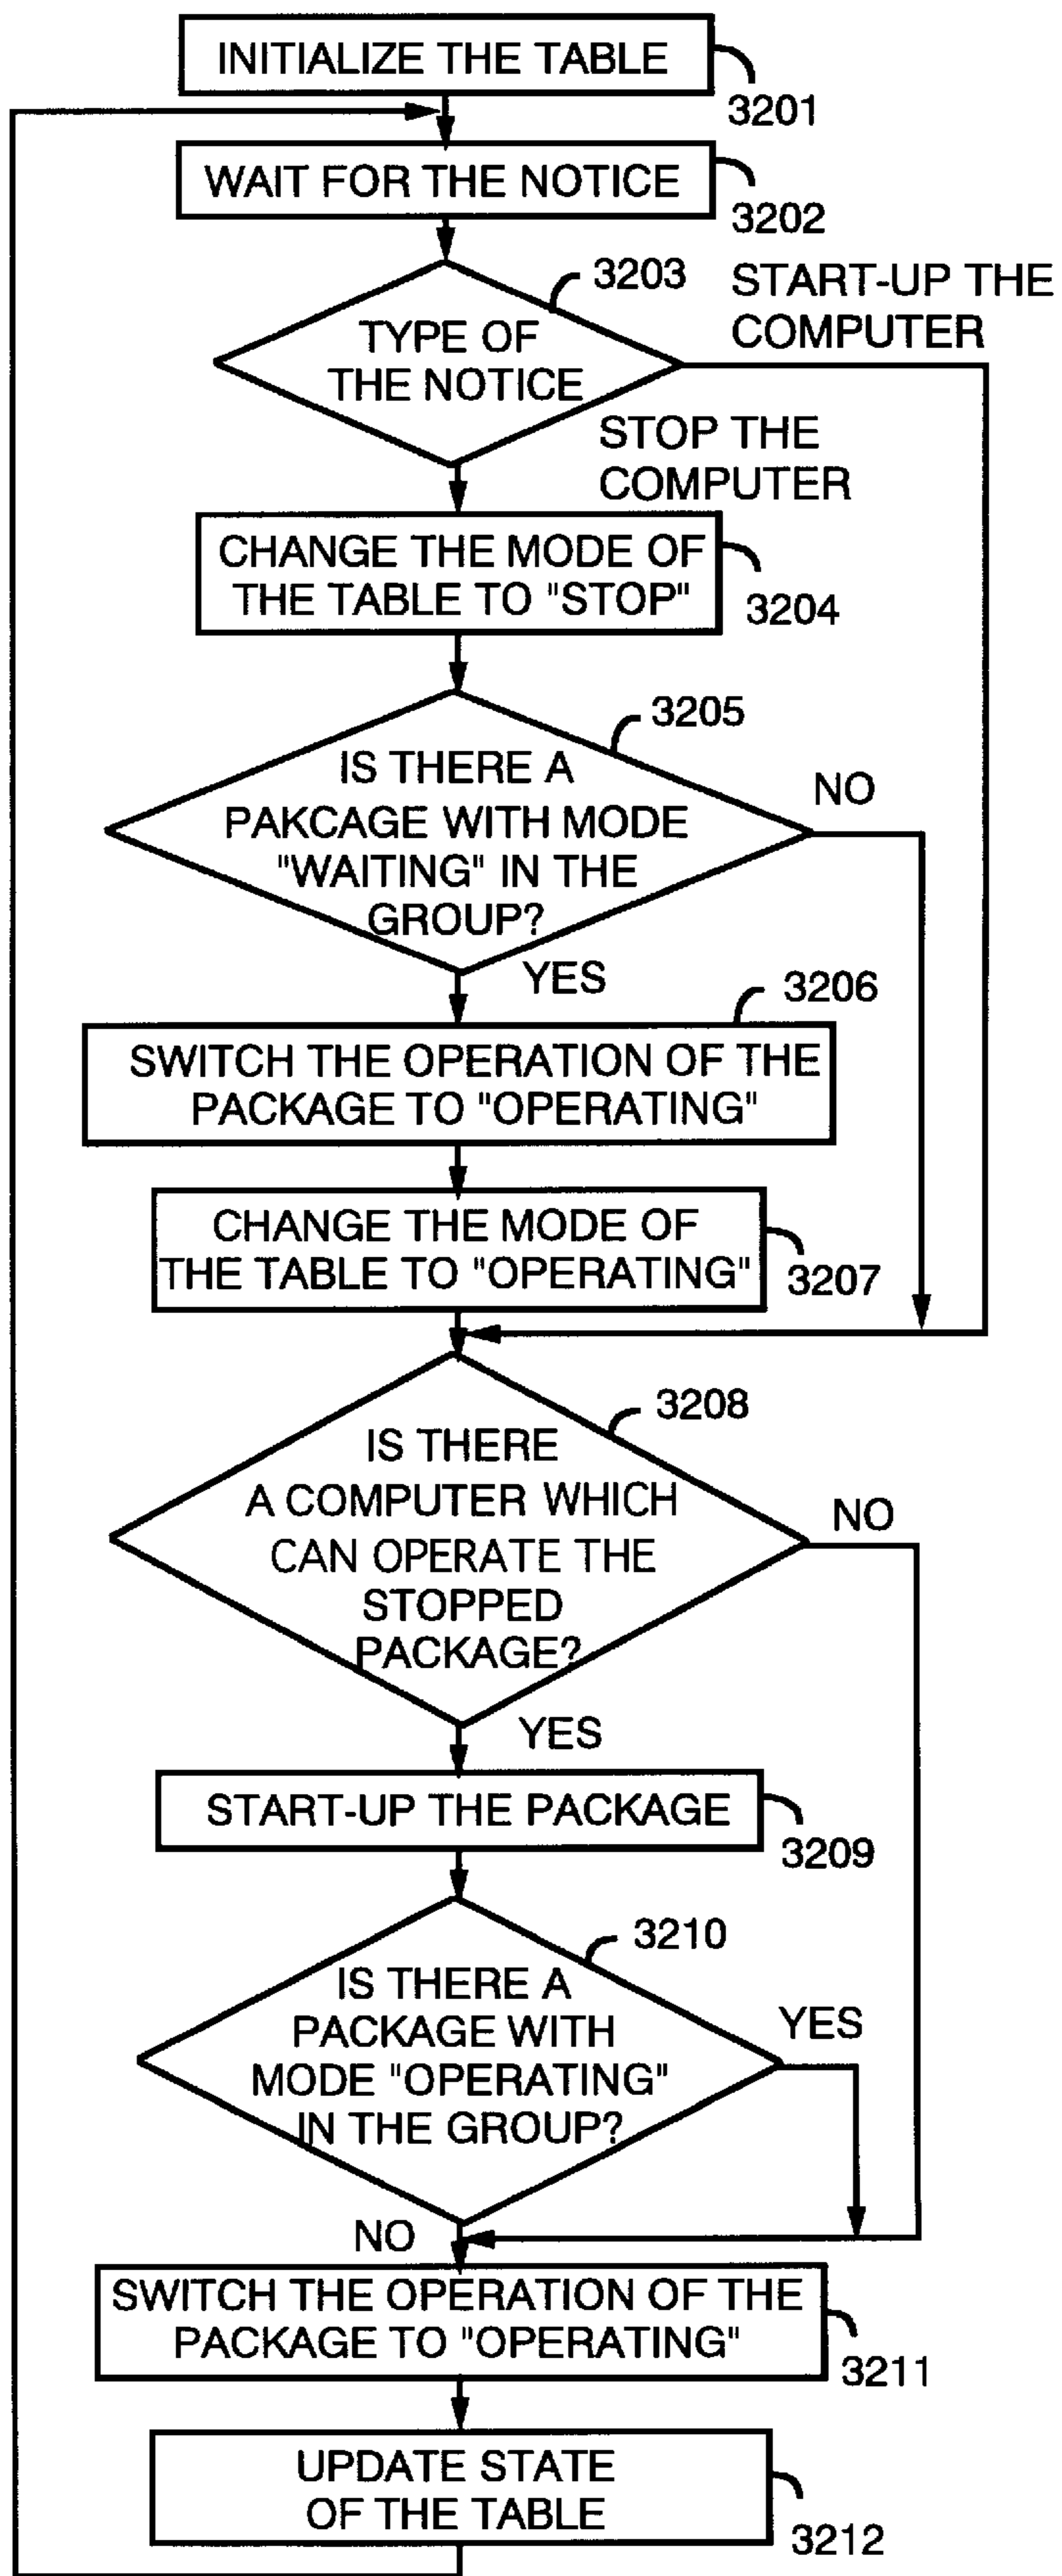 INITIALIZE THE TABLE
3201
WAIT FOR THE NOTICE
3202
3203
START-UP THE
COMPUTER
TYPE OF
THE NOTICE
STOP THE
COMPUTER
CHANGE THE MODE OF
THE TABLE TO "STOP"
3204
3205
IS THERE A
PAKCAGE WITH MODE
"WAITING" IN THE
GROUP?
NO
YES
3206
SWITCH THE OPERATION OF THE
PACKAGE TO "OPERATING"
CHANGE THE MODE OF
THE TABLE TO "OPERATING"
3207
3208
IS THERE
A COMPUTER WHICH
CAN OPERATE THE
STOPPED
PACKAGE?
NO
YES
START-UP THE PACKAGE
3209
3210
IS THERE A
PACKAGE WITH
MODE "OPERATING"
IN THE GROUP?
YES
NO
SWITCH THE OPERATION OF THE
PACKAGE TO "OPERATING"
3211
UPDATE STATE
OF THE TABLE
3212